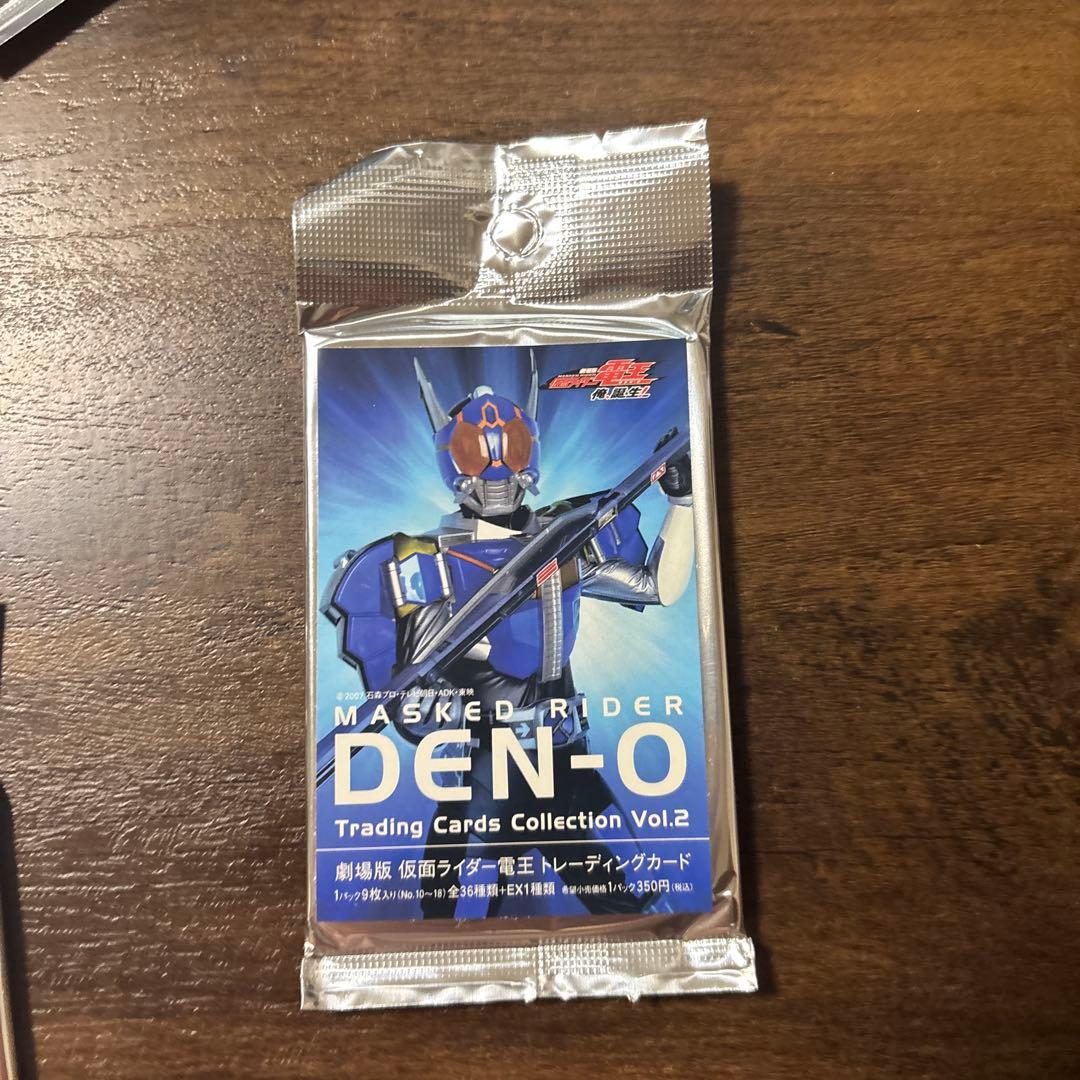 劇場版
仮面ライダー電王
俺、誕生!
© 2007 石森プロ・テレビ朝日・ADK・東映
MASKED RIDER
DEN-O
Trading Cards Collection Vol.2
劇場版 仮面ライダー電王 トレーディングカード
1パック9枚入り(No.10〜18) 全36種類+EX1種類 希望小売価格1パック350円(税込)